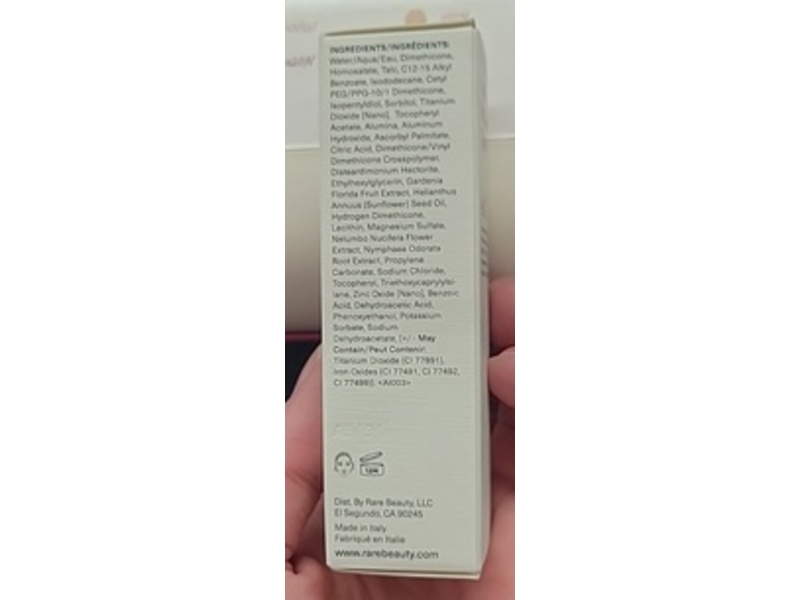 INGREDIENTS/INGRÉDIENTS:
Water/Aqua/Eau, Dimethicone,
Homosalate, Talc, C12-15 Alkyl
Benzoate, Isododecane, Cetyl
PEG/PPG-10/1 Dimethicone,
Isopentyldiol, Sorbitol, Titanium
Dioxide [Nano], Tocopheryl
Acetate, Alumina, Aluminum
Hydroxide, Ascorbyl Palmitate,
Citric Acid, Dimethicone/Vinyl
Dimethicone Crosspolymer,
Disteardimonium Hectorite,
Ethylhexylglycerin, Gardenia
Florida Fruit Extract, Helianthus
Annuus (Sunflower) Seed Oil,
Hydrogen Dimethicone,
Lecithin, Magnesium Sulfate,
Nelumbo Nucifera Flower
Extract, Nymphaea Odorata
Root Extract, Propylene
Carbonate, Sodium Chloride,
Tocopherol, Triethoxycaprylylsi-
lane, Zinc Oxide [Nano], Benzoic
Acid, Dehydroacetic Acid,
Phenoxyethanol, Potassium
Sorbate, Sodium
Dehydroacetate, [+/- May
Contain/Peut Contenir:
Titanium Dioxide (CI 77891),
Iron Oxides (CI 77491, CI 77492,
CI 77499)]. <AI003>
12M
Dist. By Rare Beauty, LLC
El Segundo, CA 90245
Made in Italy
Fabriqué en Italie
www.rarebeauty.com